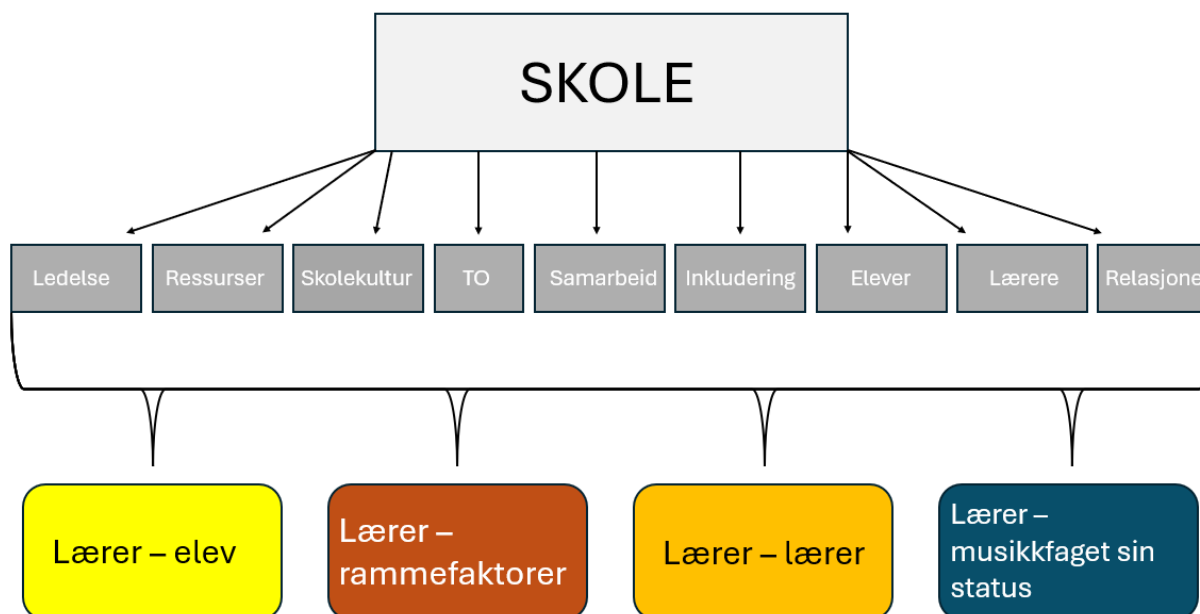 SKOLE
Ledelse
Ressurser
Skolekultur
TO
Samarbeid
Inkludering
Elever
Lærere
Relasjone
Lærer – elev
Lærer –
rammefaktorer
Lærer – lærer
Lærer –
musikkfaget sin
status